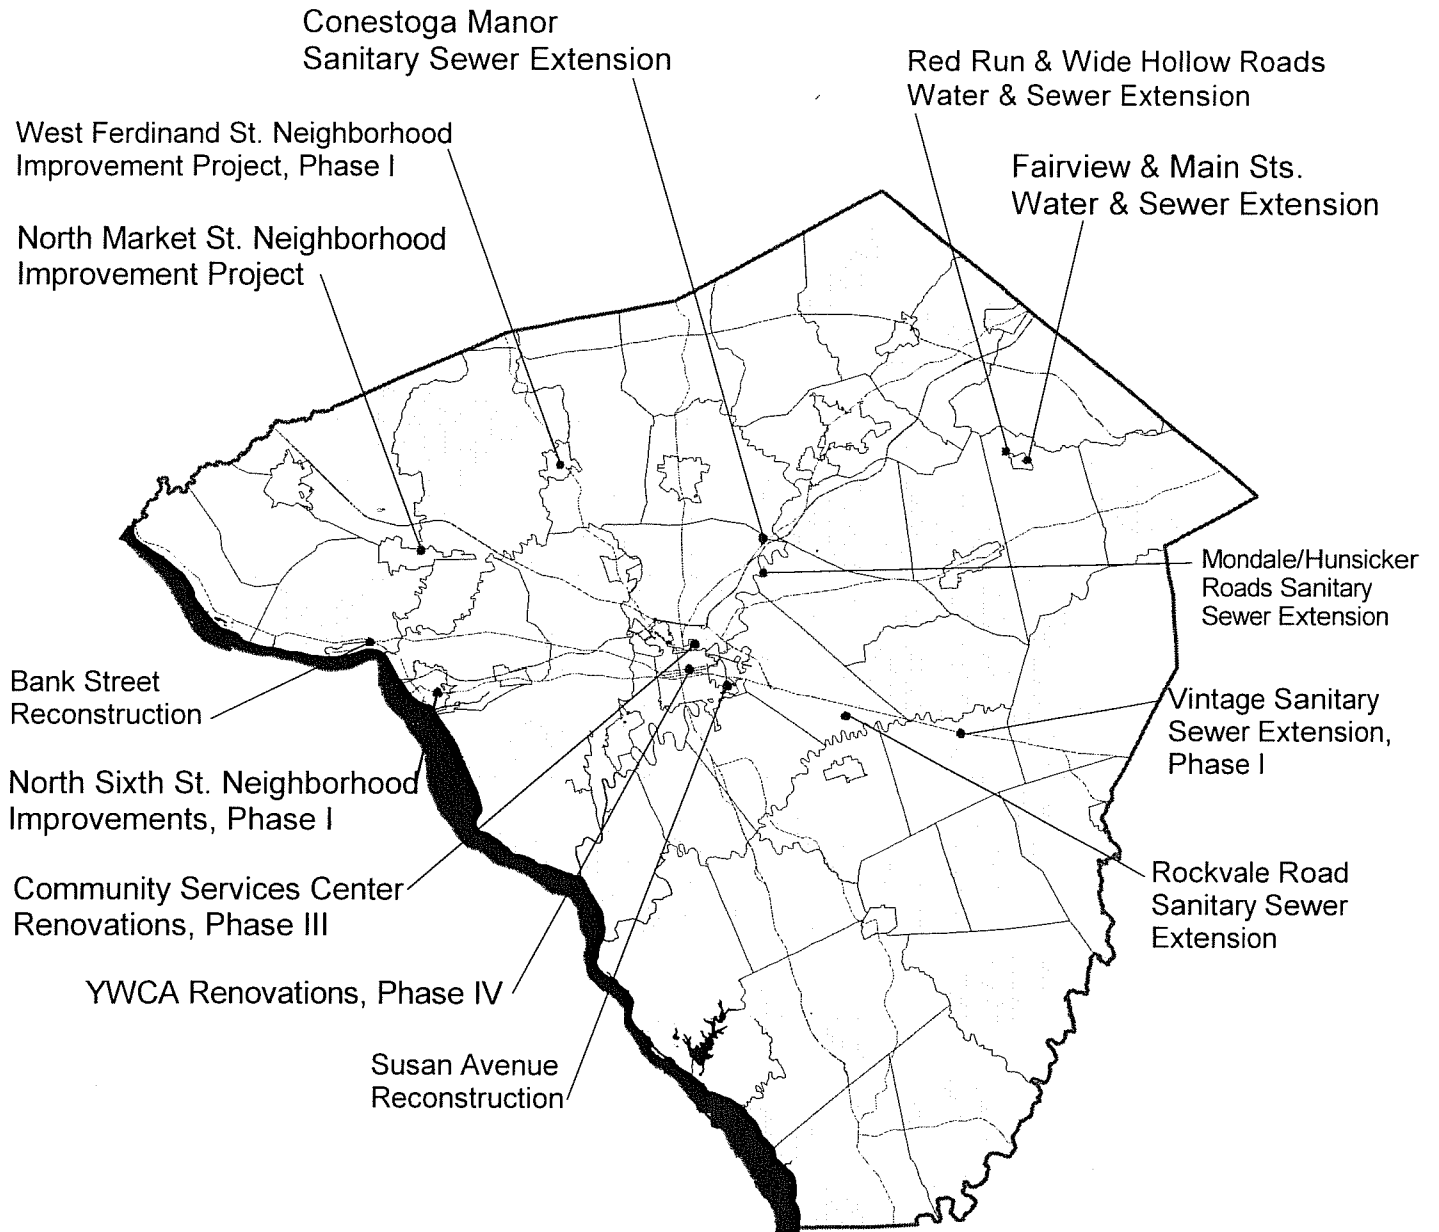 Conestoga Manor
Sanitary Sewer Extension
Red Run & Wide Hollow Roads
Water & Sewer Extension
West Ferdinand St. Neighborhood
Improvement Project, Phase I
Fairview & Main Sts.
Water & Sewer Extension
North Market St. Neighborhood
Improvement Project
Mondale/Hunsicker
Roads Sanitary
Sewer Extension
Bank Street
Reconstruction
Vintage Sanitary
Sewer Extension,
Phase I
North Sixth St. Neighborhood
Improvements, Phase I
Community Services Center
Renovations, Phase III
Rockvale Road
Sanitary Sewer
Extension
YWCA Renovations, Phase IV
Susan Avenue
Reconstruction